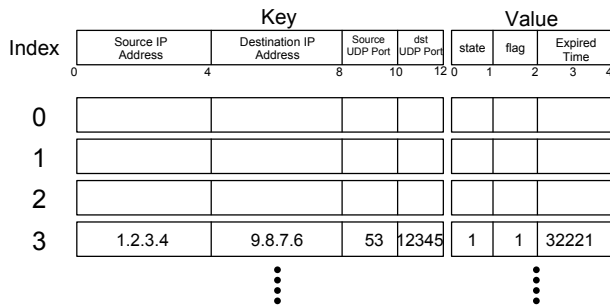 Key Value
Index Source IP Address Destination IP Address Source UDP Port dst UDP Port state flag Expired Time
0 4 8 10 12 0 1 2 3 4
0
1
2
3 1.2.3.4 9.8.7.6 53 12345 1 1 32221